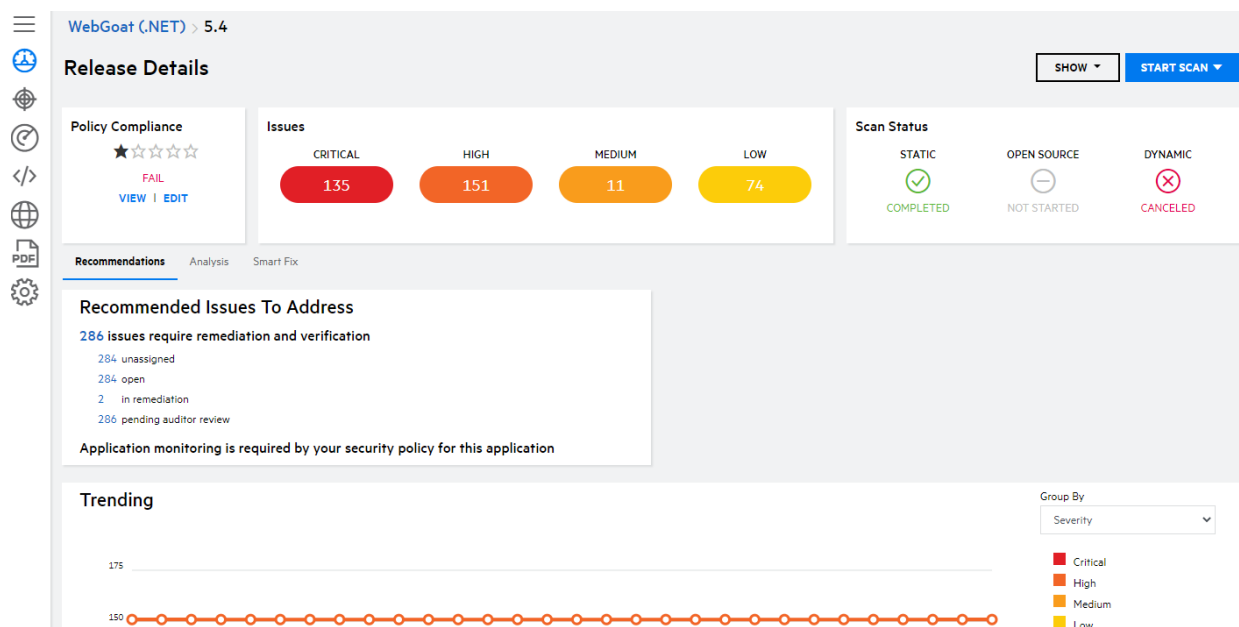 WebGoat (.NET) > 5.4
Release Details
SHOW
START SCAN
Policy Compliance
FAIL
VIEW | EDIT
Issues
CRITICAL HIGH MEDIUM LOW
135 151 11 74
Scan Status
STATIC OPEN SOURCE DYNAMIC
COMPLETED NOT STARTED CANCELED
PDF
Recommendations Analysis Smart Fix
Recommended Issues To Address
286 issues require remediation and verification
284 unassigned
284 open
2 in remediation
286 pending auditor review
Application monitoring is required by your security policy for this application
Trending
Group By
Severity
175
150
Critical
High
Medium
Low